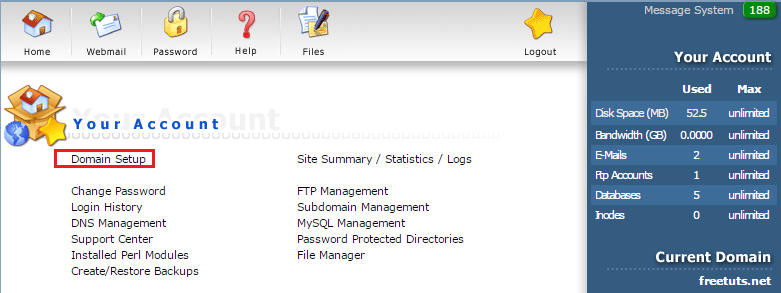 Home Webmail Password Help Files Logout
Your Account
Domain Setup Site Summary / Statistics / Logs
Change Password FTP Management
Login History Subdomain Management
DNS Management MySQL Management
Support Center Password Protected Directories
Installed Perl Modules File Manager
Create/Restore Backups
Message System 188
Your Account
Used Max
Disk Space (MB) 52.5 unlimited
Bandwidth (GB) 0.0000 unlimited
E-Mails 2 unlimited
Ftp Accounts 1 unlimited
Databases 5 unlimited
Inodes 0 unlimited
Current Domain
freetuts.net